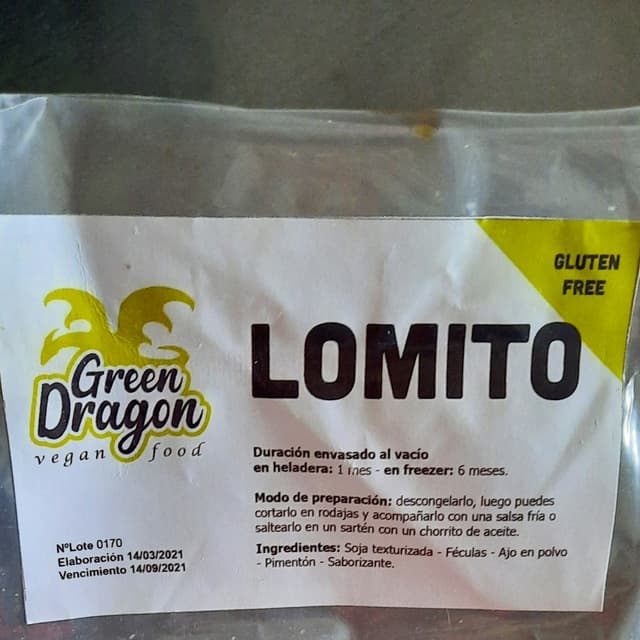 GLUTEN
FREE
Green
Dragon
vegan food
LOMITO
Duración envasado al vacío
en heladera: 1 mes - en freezer: 6 meses.
Modo de preparación: descongelarlo, luego puedes
cortarlo en rodajas y acompañarlo con una salsa fría o
saltearlo en un sartén con un chorrito de aceite.
Ingredientes: Soja texturizada - Féculas - Ajo en polvo
- Pimentón - Saborizante.
NºLote 0170
Elaboración 14/03/2021
Vencimiento 14/09/2021